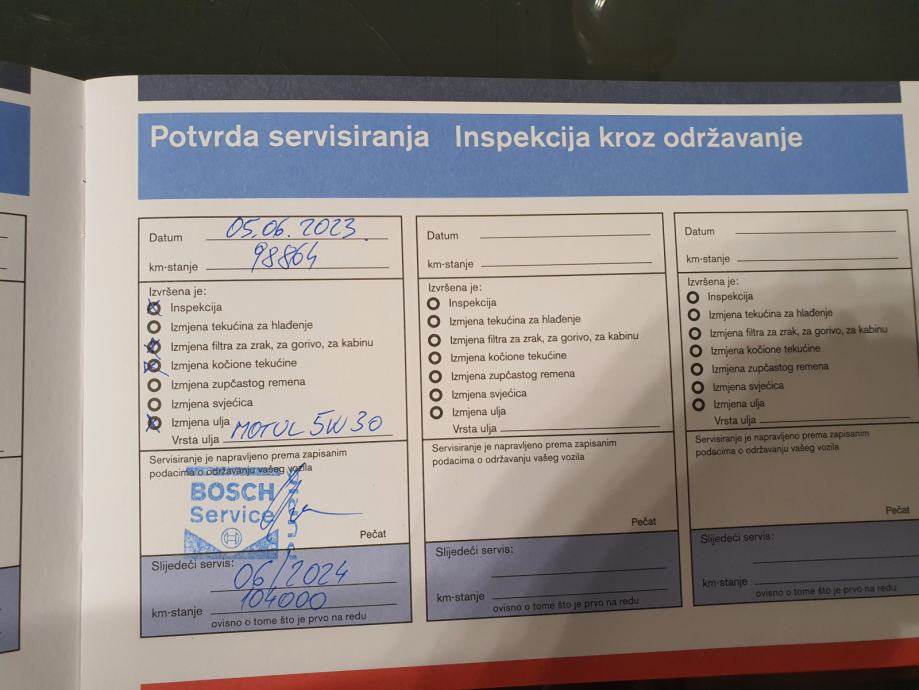 Potvrda servisiranja Inspekcija kroz održavanje
Datum 05.06.2023.
km-stanje 98864
Izvršena je:
Inspekcija
Izmjena tekućina za hlađenje
Izmjena filtra za zrak, za gorivo, za kabinu
Izmjena kočione tekućine
Izmjena zupčastog remena
Izmjena svjećica
Izmjena ulja
Vrsta ulja MOTUL 5W30
Servisiranje je napravljeno prema zapisanim
podacima o održavanju vašeg vozila
BOSCH
Service
Pečat
Slijedeći servis:
06/2024
km-stanje 104000
ovisno o tome što je prvo na redu
Datum
km-stanje
Izvršena je:
Inspekcija
Izmjena tekućina za hlađenje
Izmjena filtra za zrak, za gorivo, za kabinu
Izmjena kočione tekućine
Izmjena zupčastog remena
Izmjena svjećica
Izmjena ulja
Vrsta ulja
Servisiranje je napravljeno prema zapisanim
podacima o održavanju vašeg vozila
Pečat
Slijedeći servis:
km-stanje
ovisno o tome što je prvo na redu
Datum
km-stanje
Izvršena je:
Inspekcija
Izmjena tekućina za hlađenje
Izmjena filtra za zrak, za gorivo, za kabinu
Izmjena kočione tekućine
Izmjena zupčastog remena
Izmjena svjećica
Izmjena ulja
Vrsta ulja
Servisiranje je napravljeno prema zapisanim
podacima o održavanju vašeg vozila
Pečat
Slijedeći servis:
km-stanje
ovisno o tome što je prvo na redu